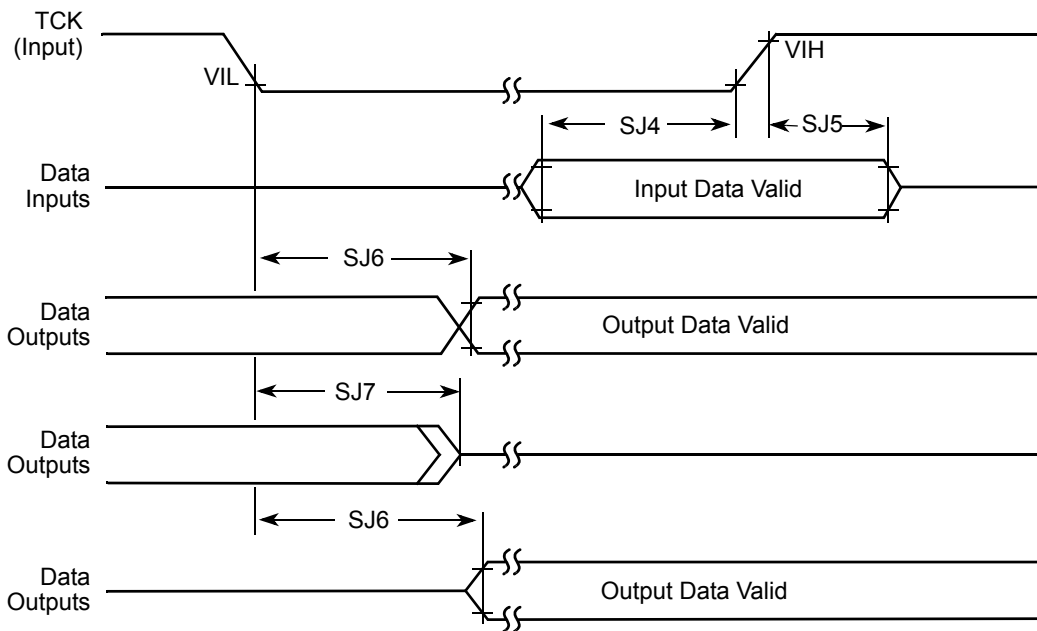 TCK
(Input)
VIL
VIH
SJ4
SJ5
Data
Inputs
Input Data Valid
SJ6
Data
Outputs
Output Data Valid
SJ7
Data
Outputs
SJ6
Data
Outputs
Output Data Valid